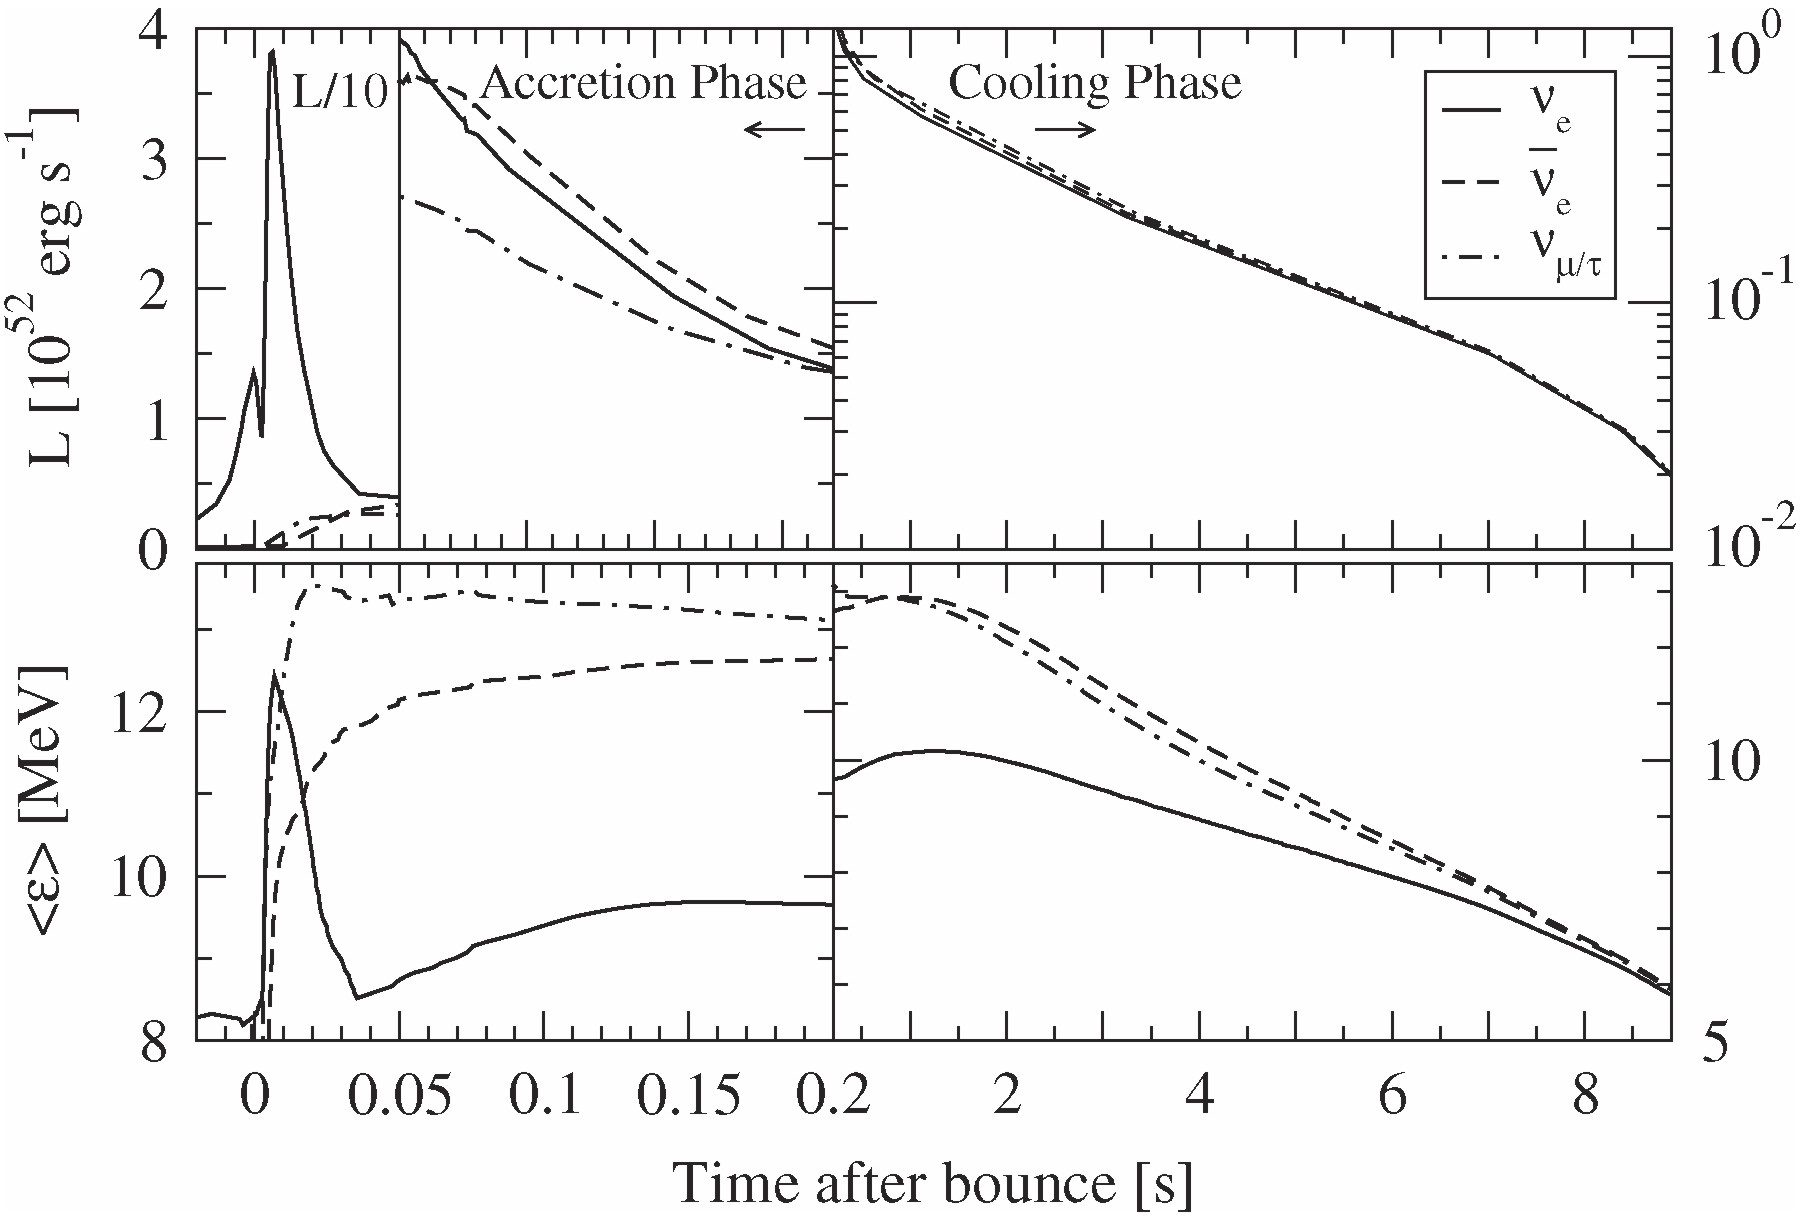 4
3
2
1
0
L [10^52 erg s^-1]
L/10
Accretion Phase
Cooling Phase
ν_e
ν̅_e
ν_μ/τ
10^0
10^-1
10^-2
12
10
8
<ε> [MeV]
10
5
0 0.05 0.1 0.15 0.2 2 4 6 8
Time after bounce [s]